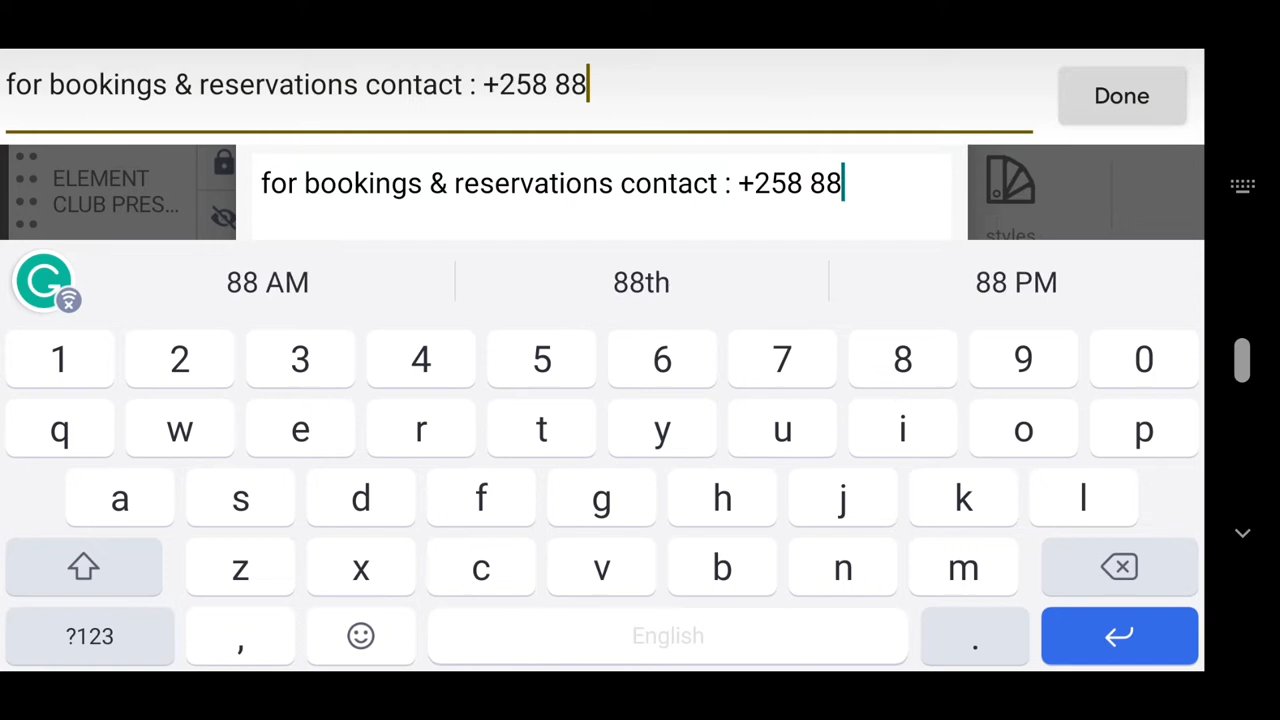 for bookings & reservations contact : +258 88
Done
ELEMENT
CLUB PRES...
for bookings & reservations contact : +258 88
styles
88 AM 88th 88 PM
1 2 3 4 5 6 7 8 9 0
q w e r t y u i o p
a s d f g h j k l
z x c v b n m
?123 , English .